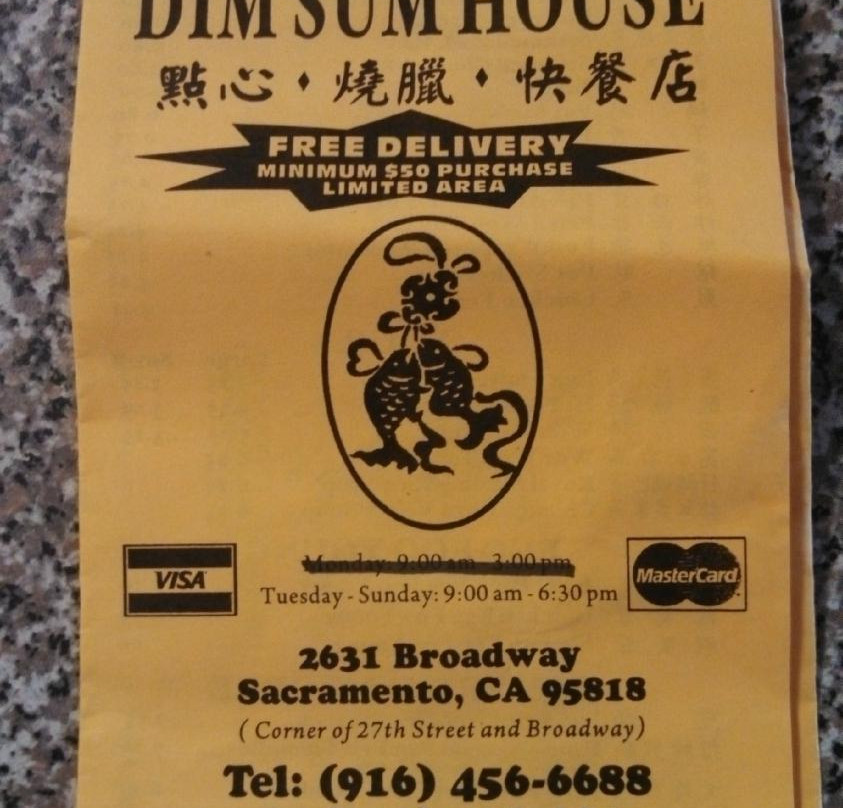 DIM SUM HOUSE
點心 ♦ 燒臘 ♦ 快餐店
FREE DELIVERY
MINIMUM $50 PURCHASE
LIMITED AREA
Monday: 9:00 am - 3:00 pm
VISA
Tuesday - Sunday: 9:00 am - 6:30 pm
MasterCard
2631 Broadway
Sacramento, CA 95818
( Corner of 27th Street and Broadway)
Tel: (916) 456-6688